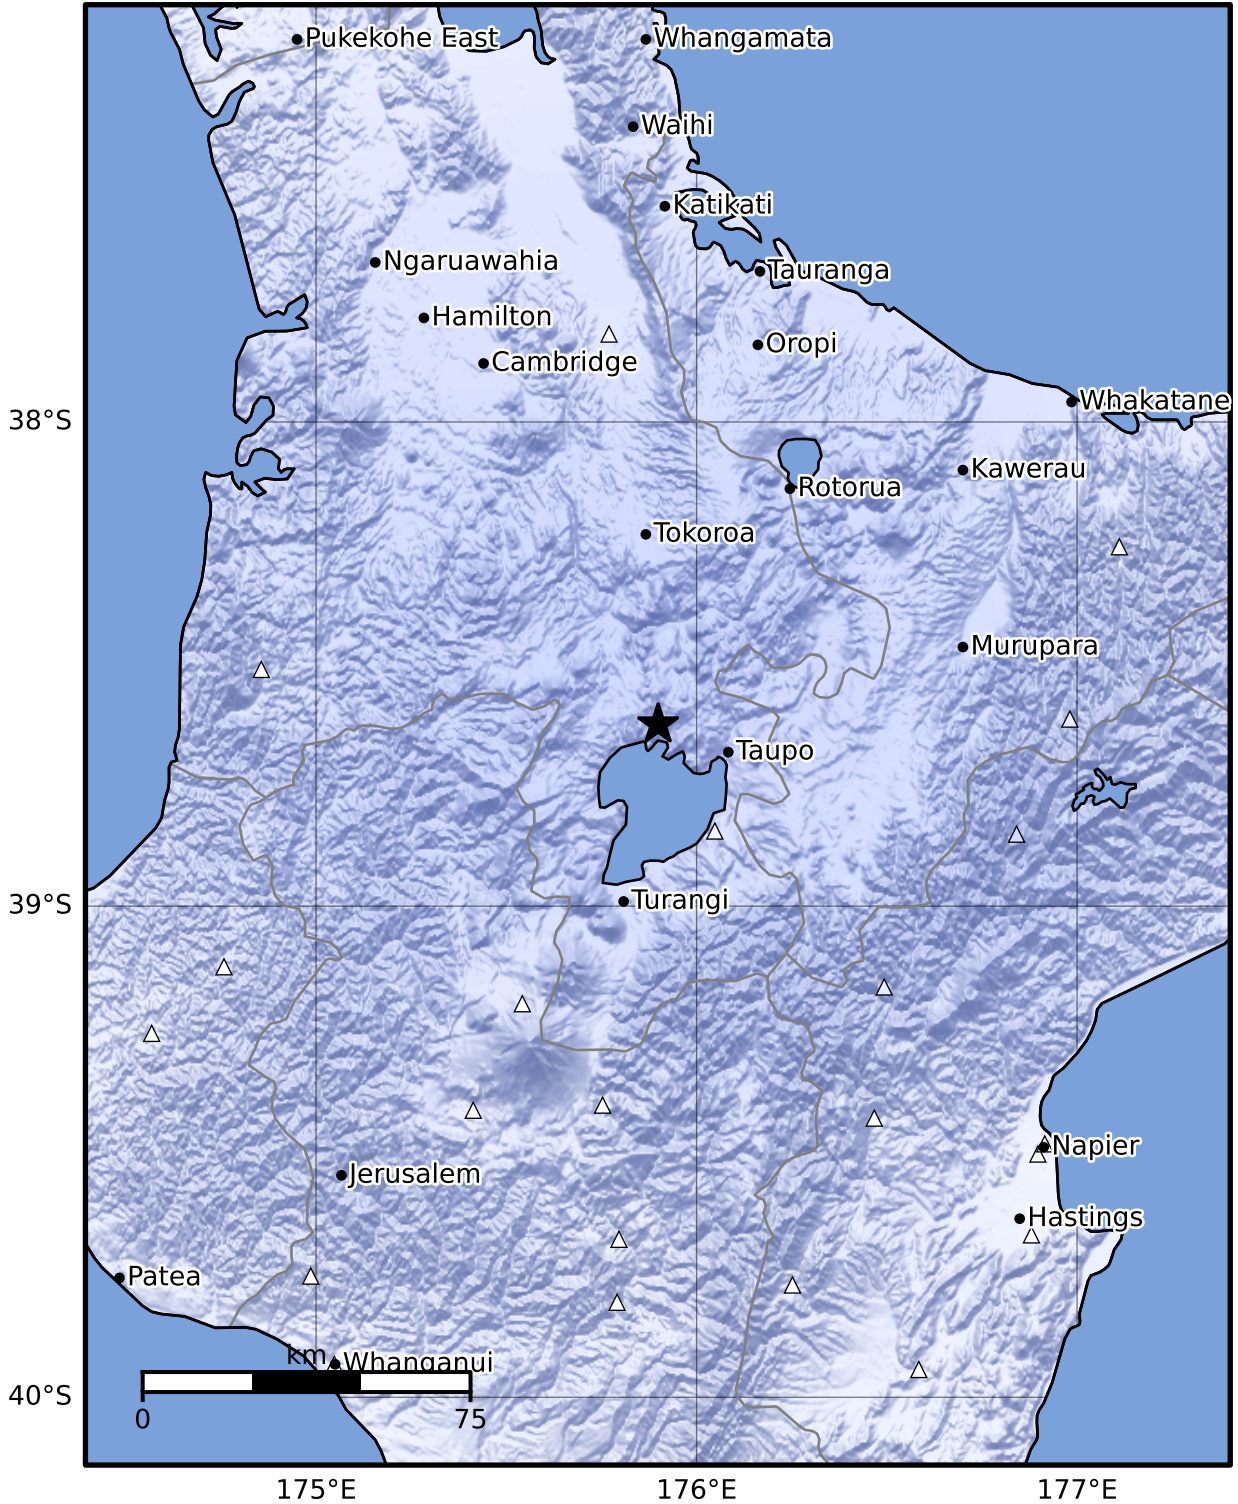 Pukekohe East
Whangamata
Waihi
Katikati
Ngaruawahia
Tauranga
Hamilton
Oropi
Cambridge
Whakatane
38°S
Kawerau
Rotorua
Tokoroa
Murupara
Taupo
Turangi
39°S
Napier
Jerusalem
Hastings
Patea
km
Whanganui
40°S
0
75
175°E
176°E
177°E